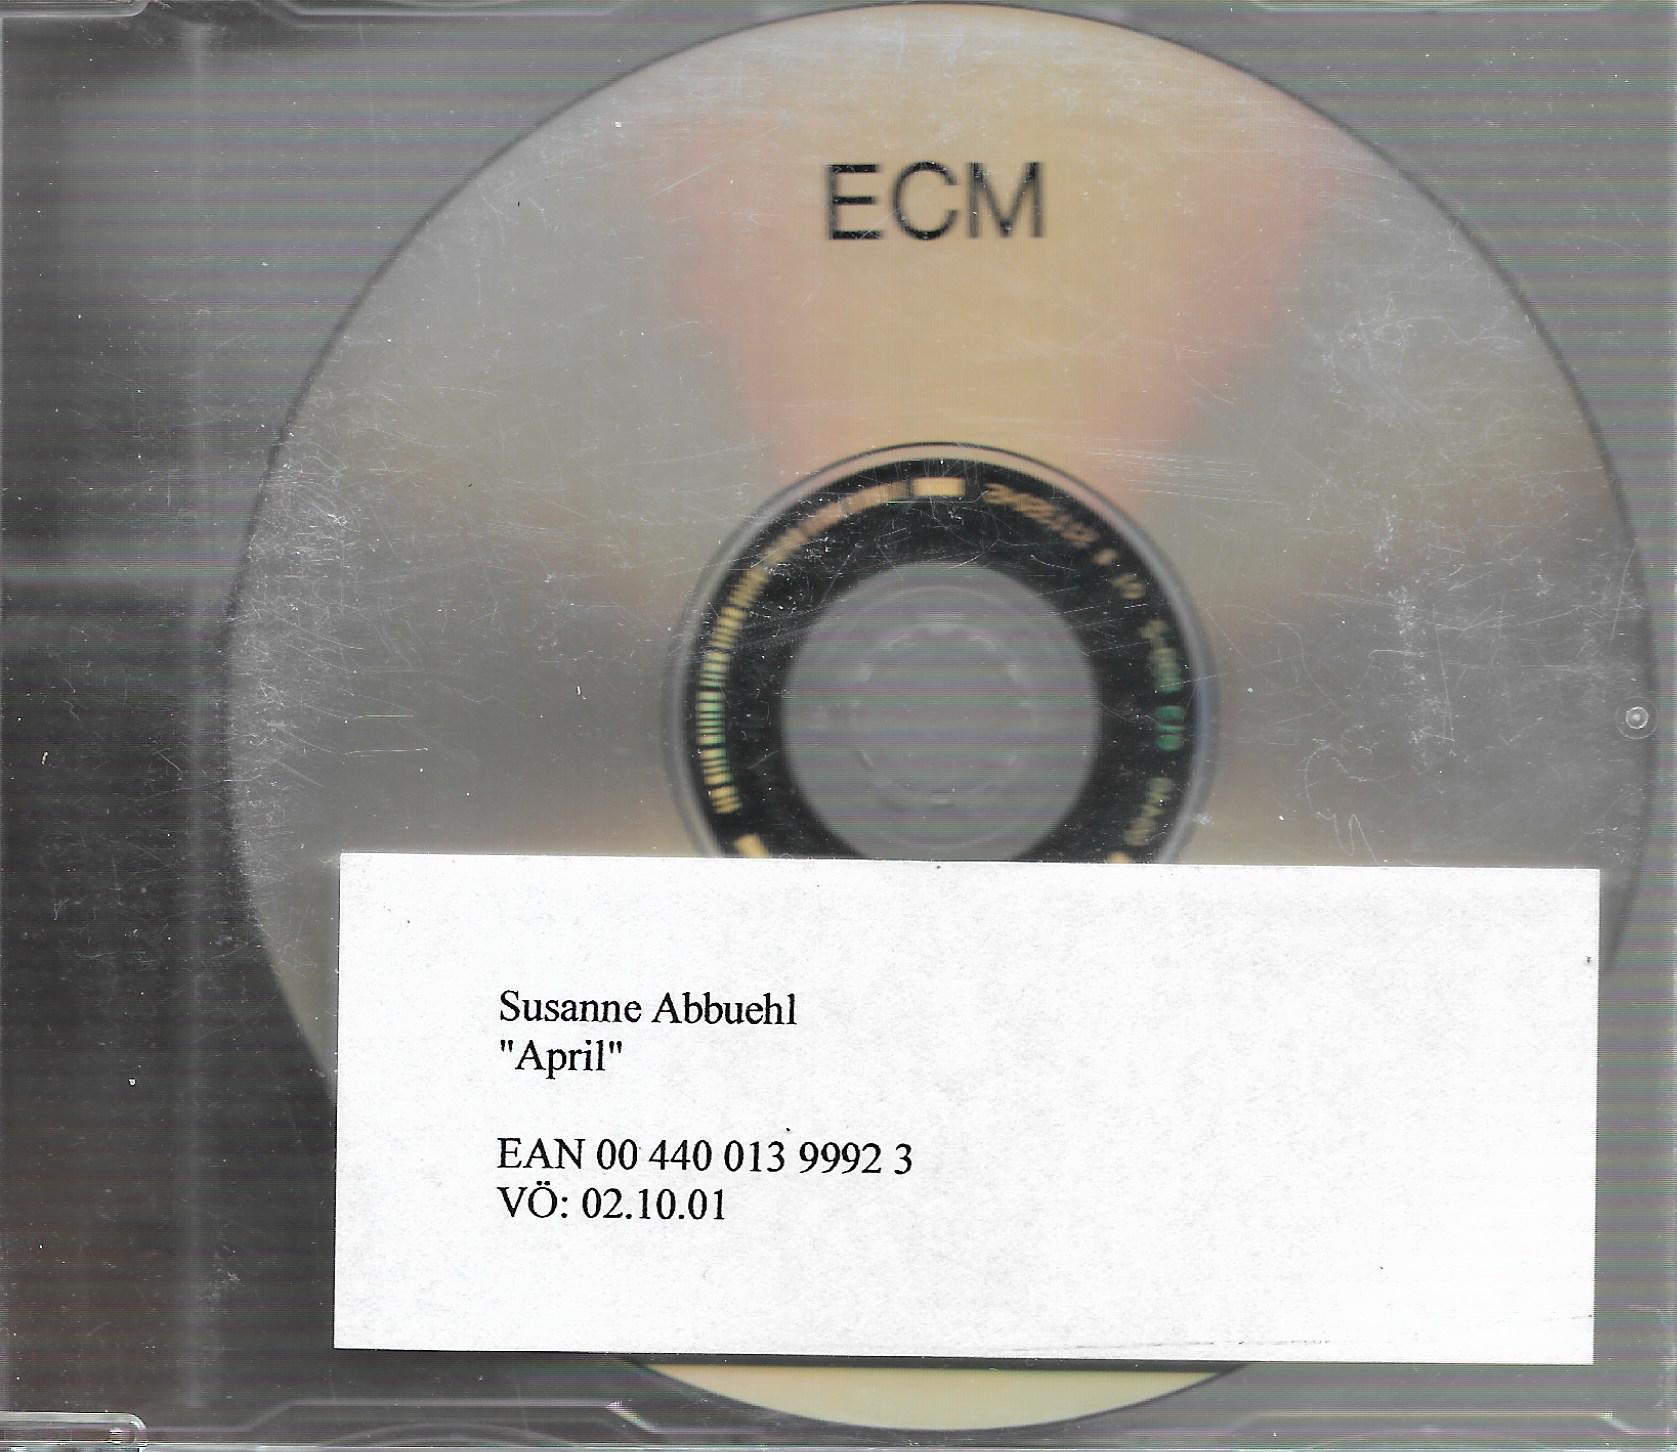 ECM
Susanne Abbuehl
"April"
EAN 00 440 013 9992 3
VÖ: 02.10.01